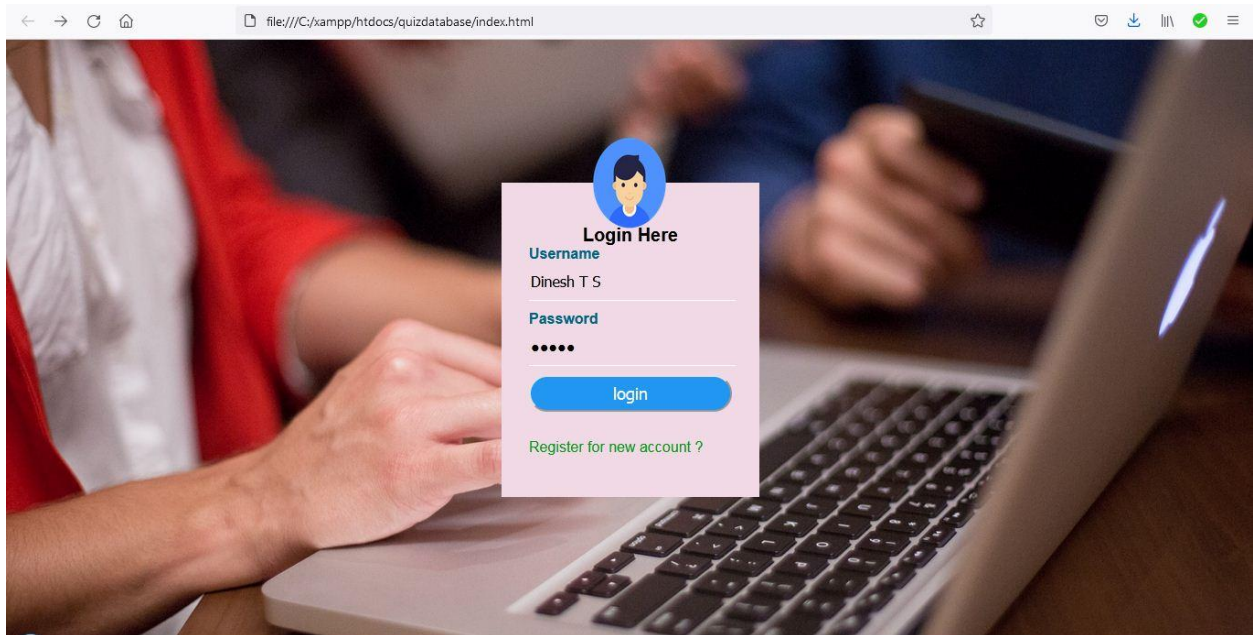 file:///C:/xampp/htdocs/quizdatabase/index.html
Login Here
Username
Dinesh T S
Password
●●●●●
login
Register for new account ?